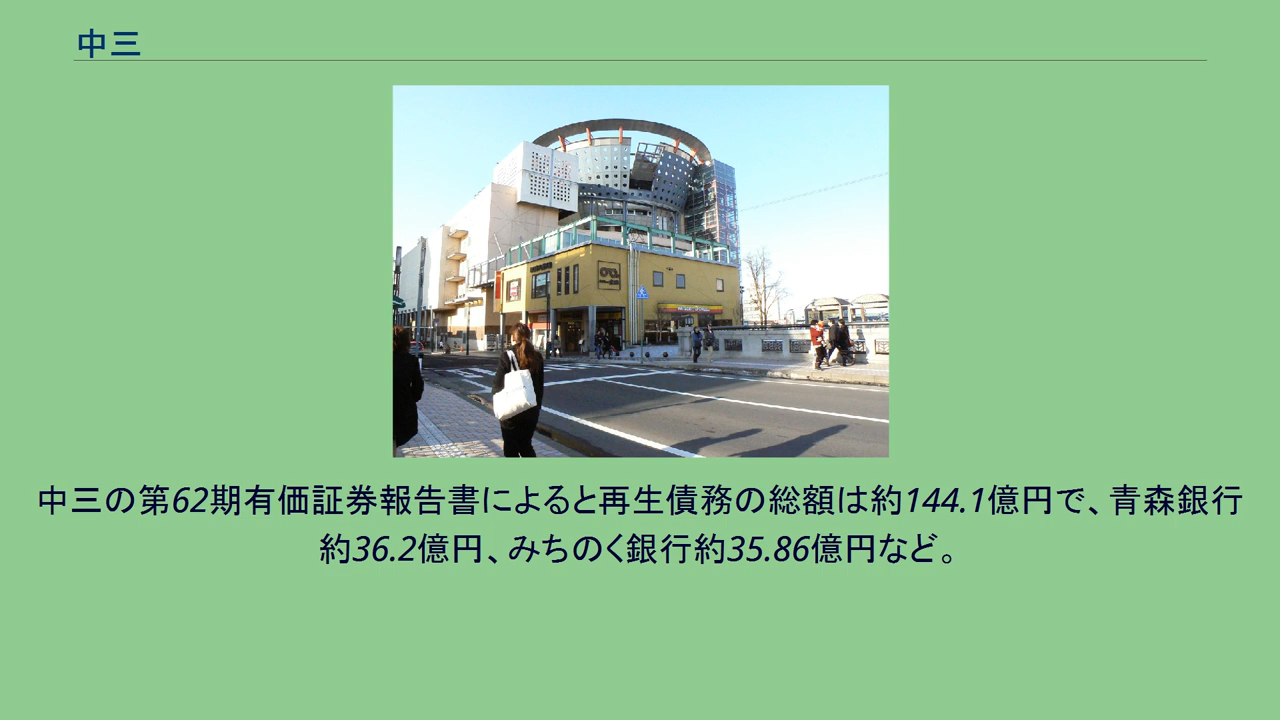 中三
中三の第62期有価証券報告書によると再生債務の総額は約144.1億円で、青森銀行
約36.2億円、みちのく銀行約35.86億円など。